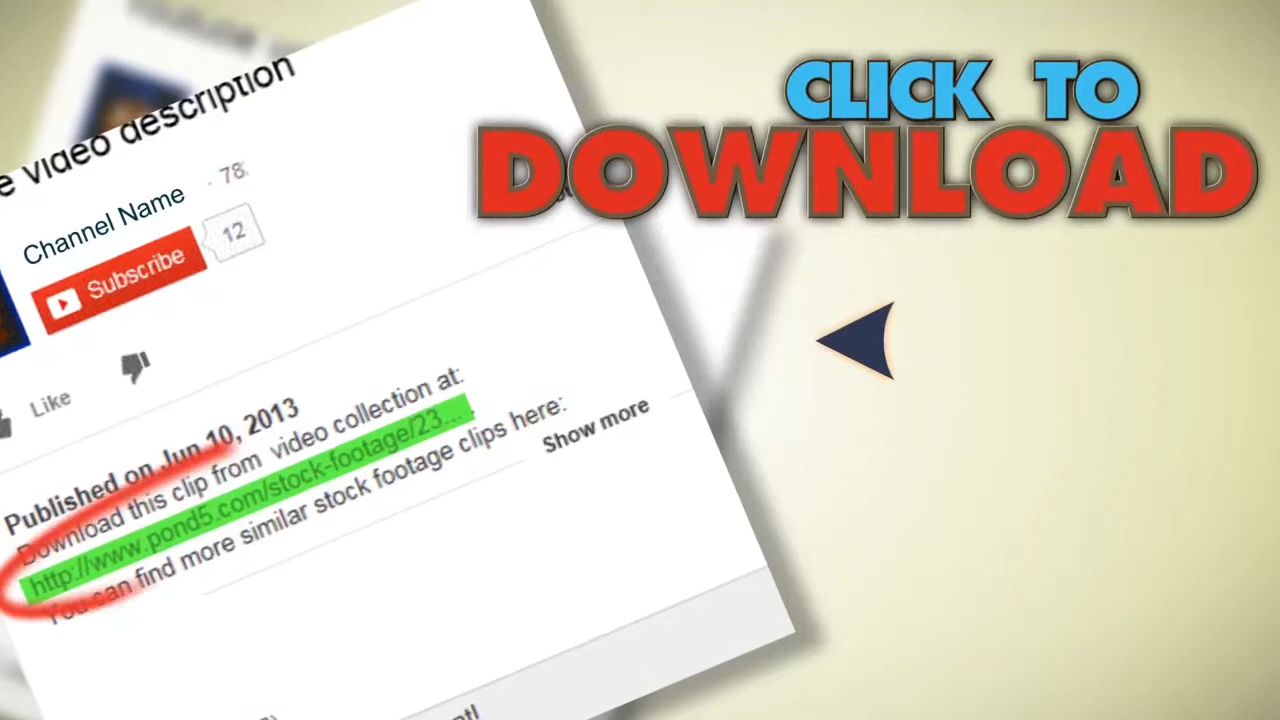 CLICK TO
DOWNLOAD
e video description
Channel Name
78
Subscribe
12
Like
Published on Jun 10, 2013
Download this clip from video collection at:
http://www.pond5.com/stock-footage/23...
You can find more similar stock footage clips here:
Show more